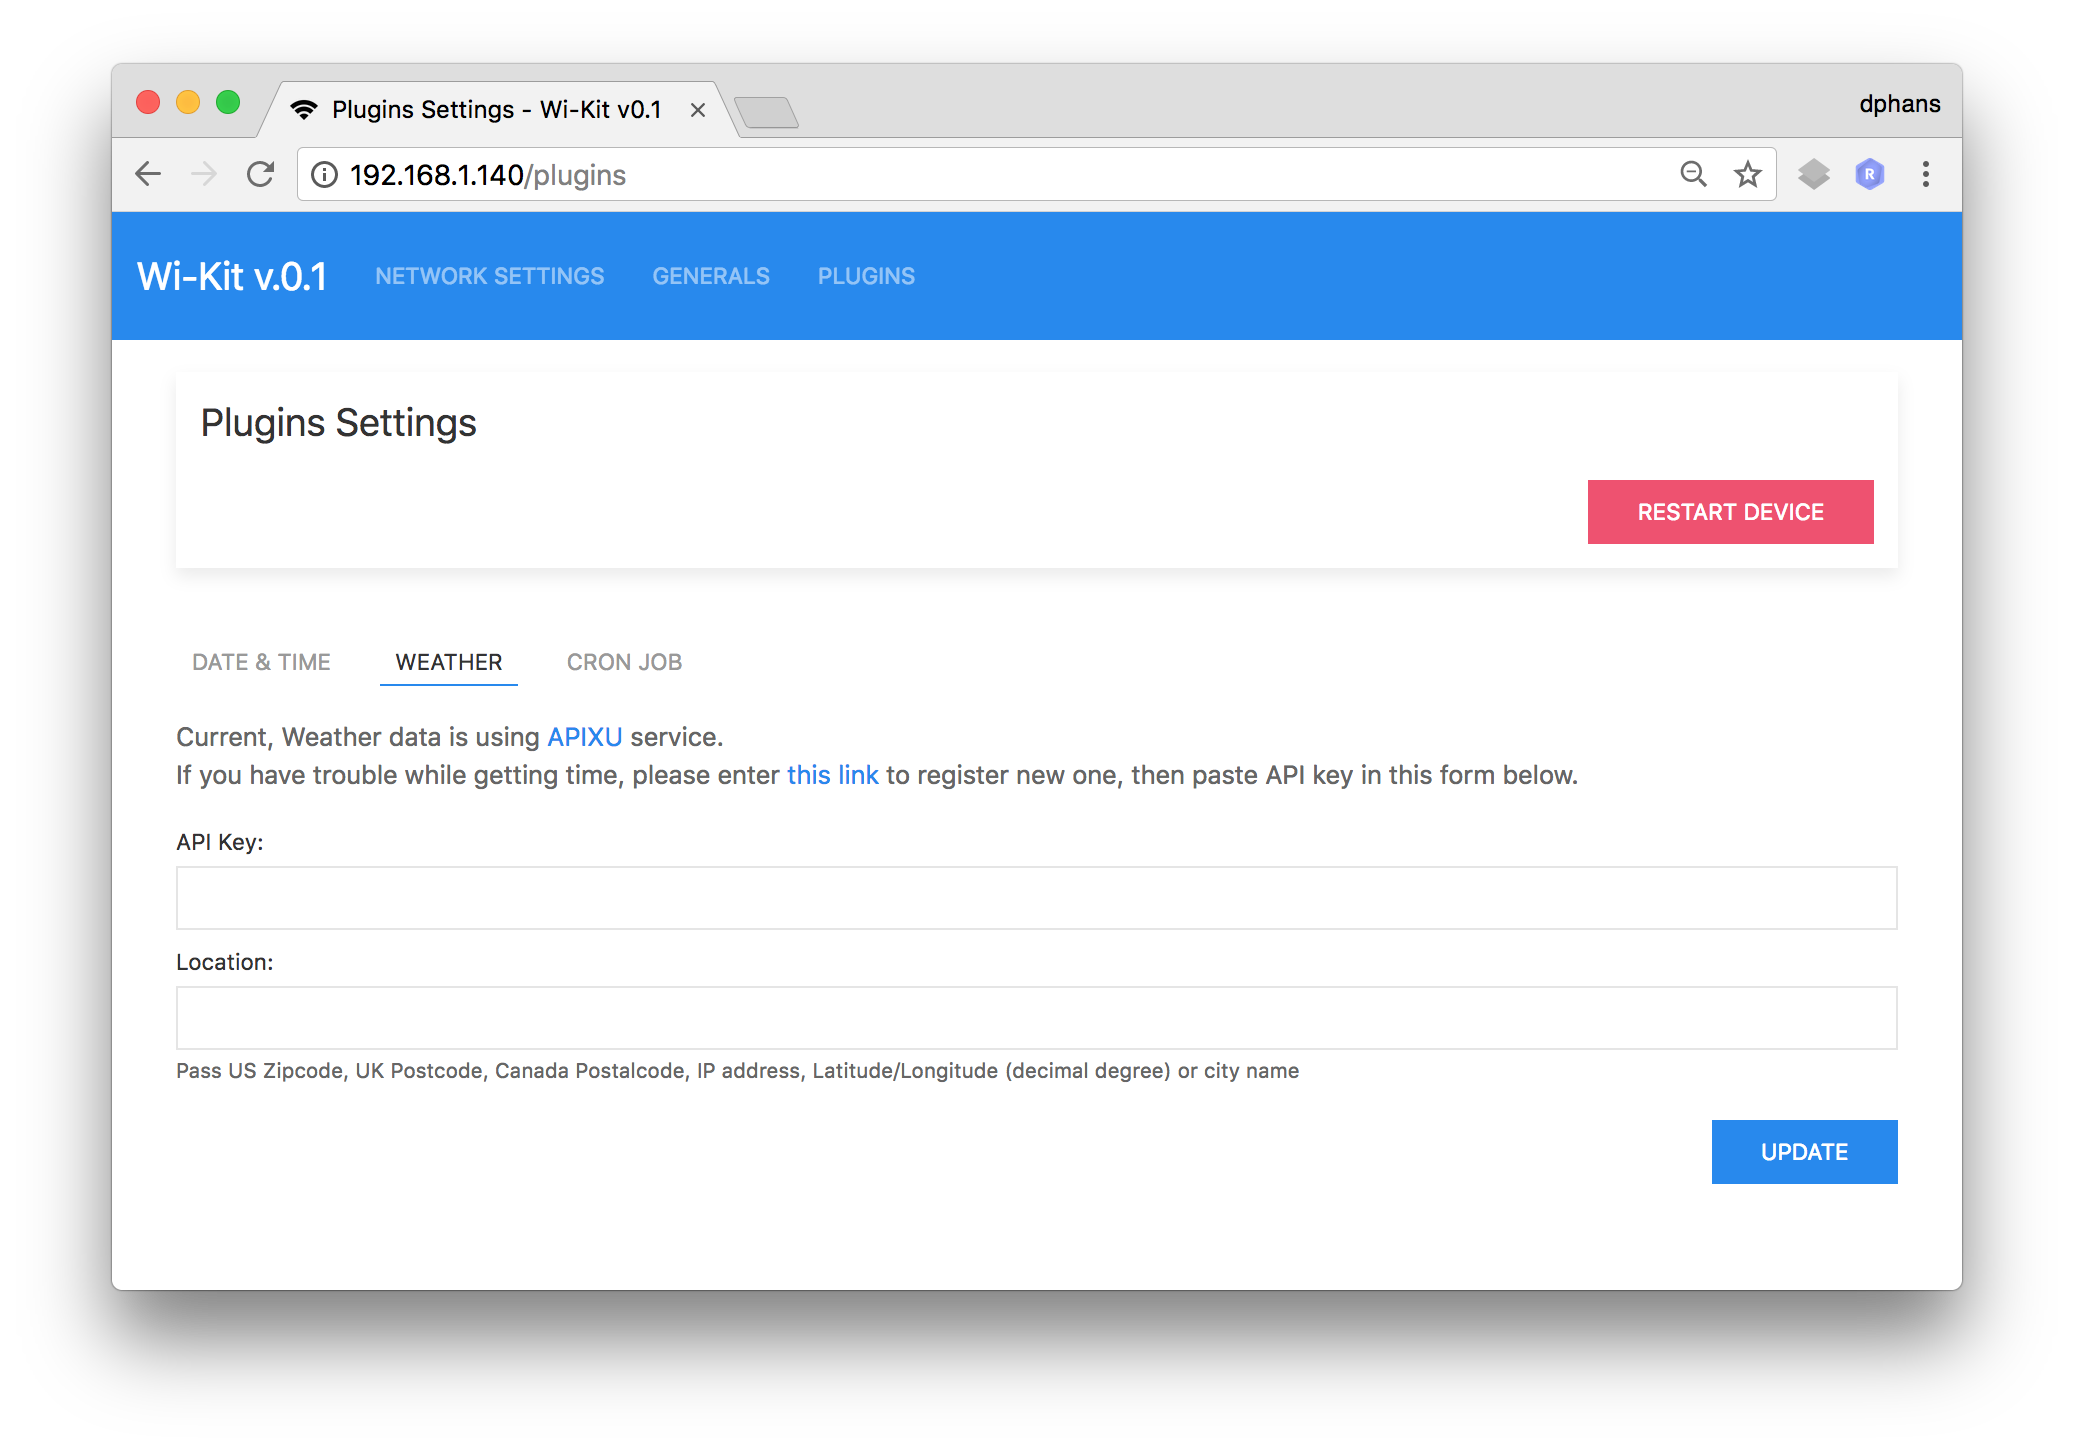 Plugins Settings - Wi-Kit v0.1
dphans
192.168.1.140/plugins
R
Wi-Kit v.0.1 NETWORK SETTINGS GENERALS PLUGINS
Plugins Settings
RESTART DEVICE
DATE & TIME WEATHER CRON JOB
Current, Weather data is using APIXU service.
If you have trouble while getting time, please enter this link to register new one, then paste API key in this form below.
API Key:
Location:
Pass US Zipcode, UK Postcode, Canada Postalcode, IP address, Latitude/Longitude (decimal degree) or city name
UPDATE